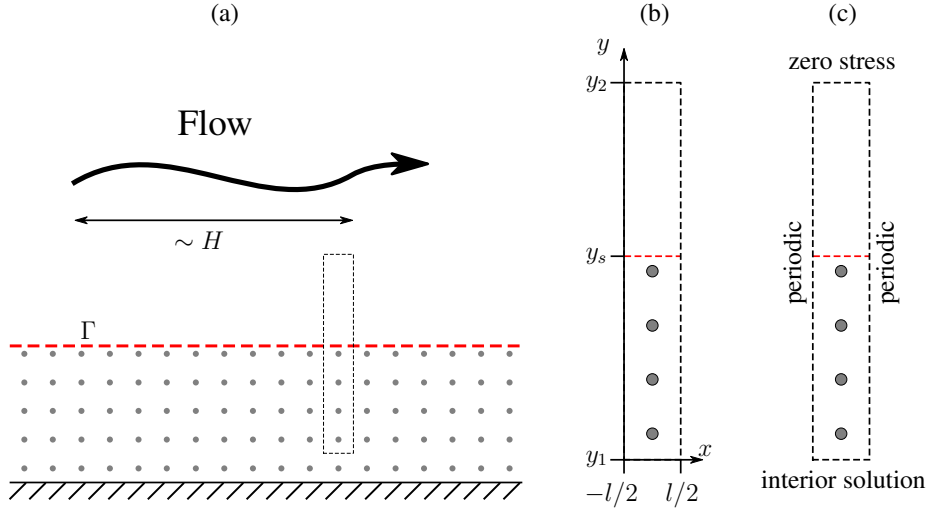 (a)
Flow
∼ H
Γ
(b)
y
y₂
yₛ
y₁
−l/2
l/2
x
(c)
zero stress
periodic
periodic
interior solution